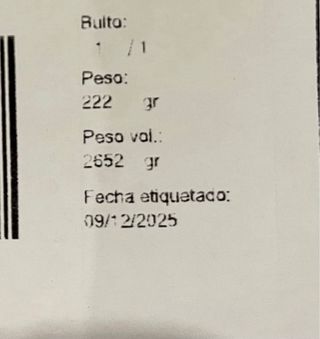 Bulto:
1 / 1
Peso:
222 gr
Peso vol.:
2652 gr
Fecha etiquetado:
09/12/2025